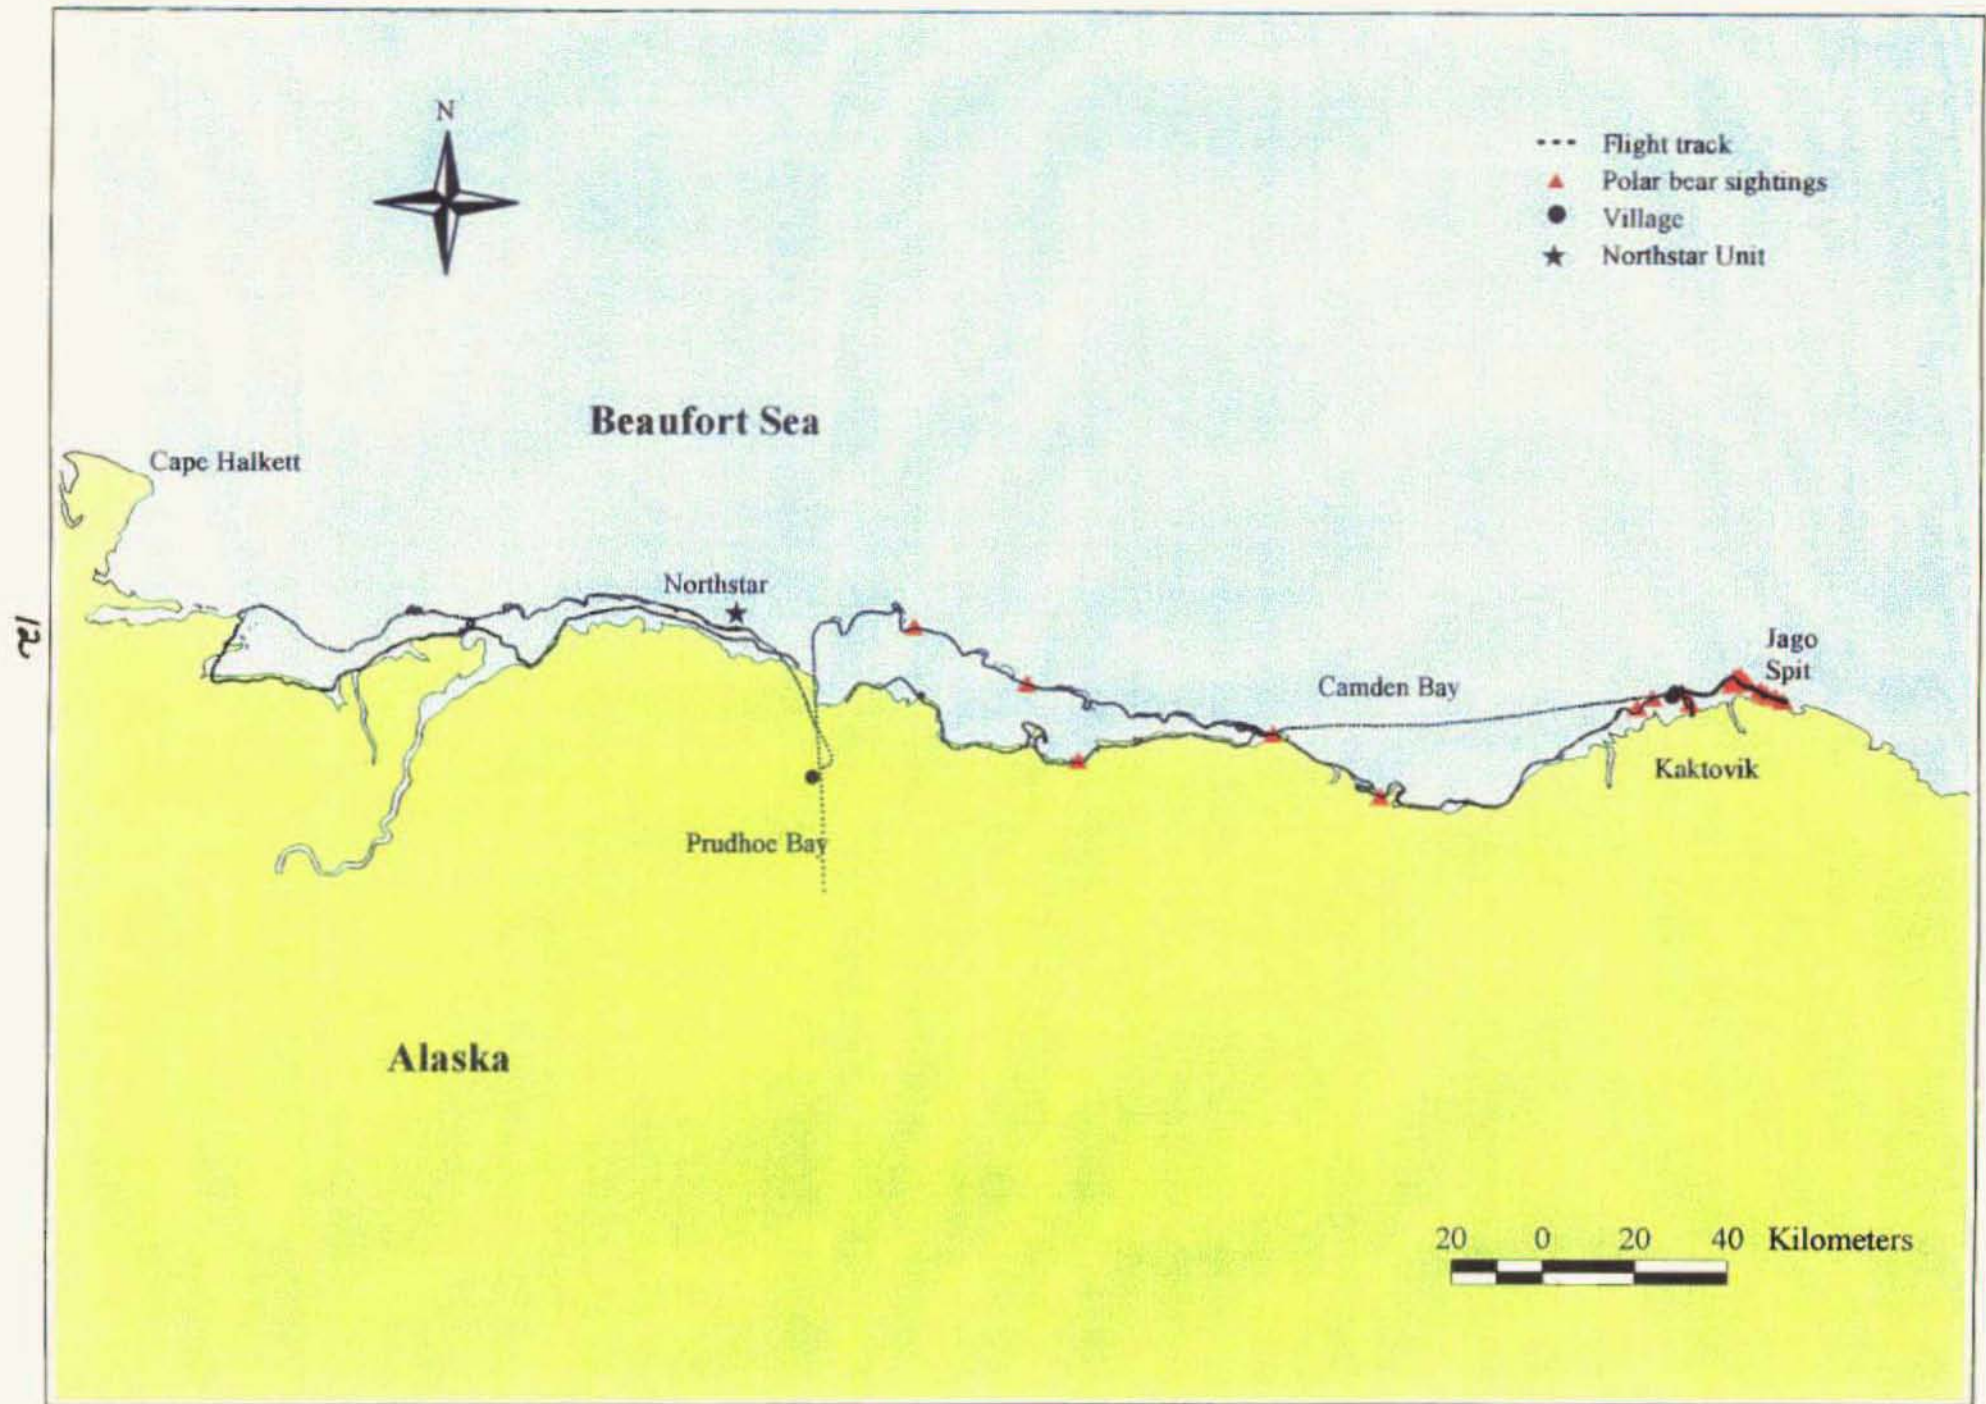 N
Flight track
Polar bear sightings
Village
Northstar Unit
Beaufort Sea
Cape Halkett
Northstar
Jago
Spit
Camden Bay
Kaktovik
Prudhoe Bay
Alaska
20 0 20 40 Kilometers
12